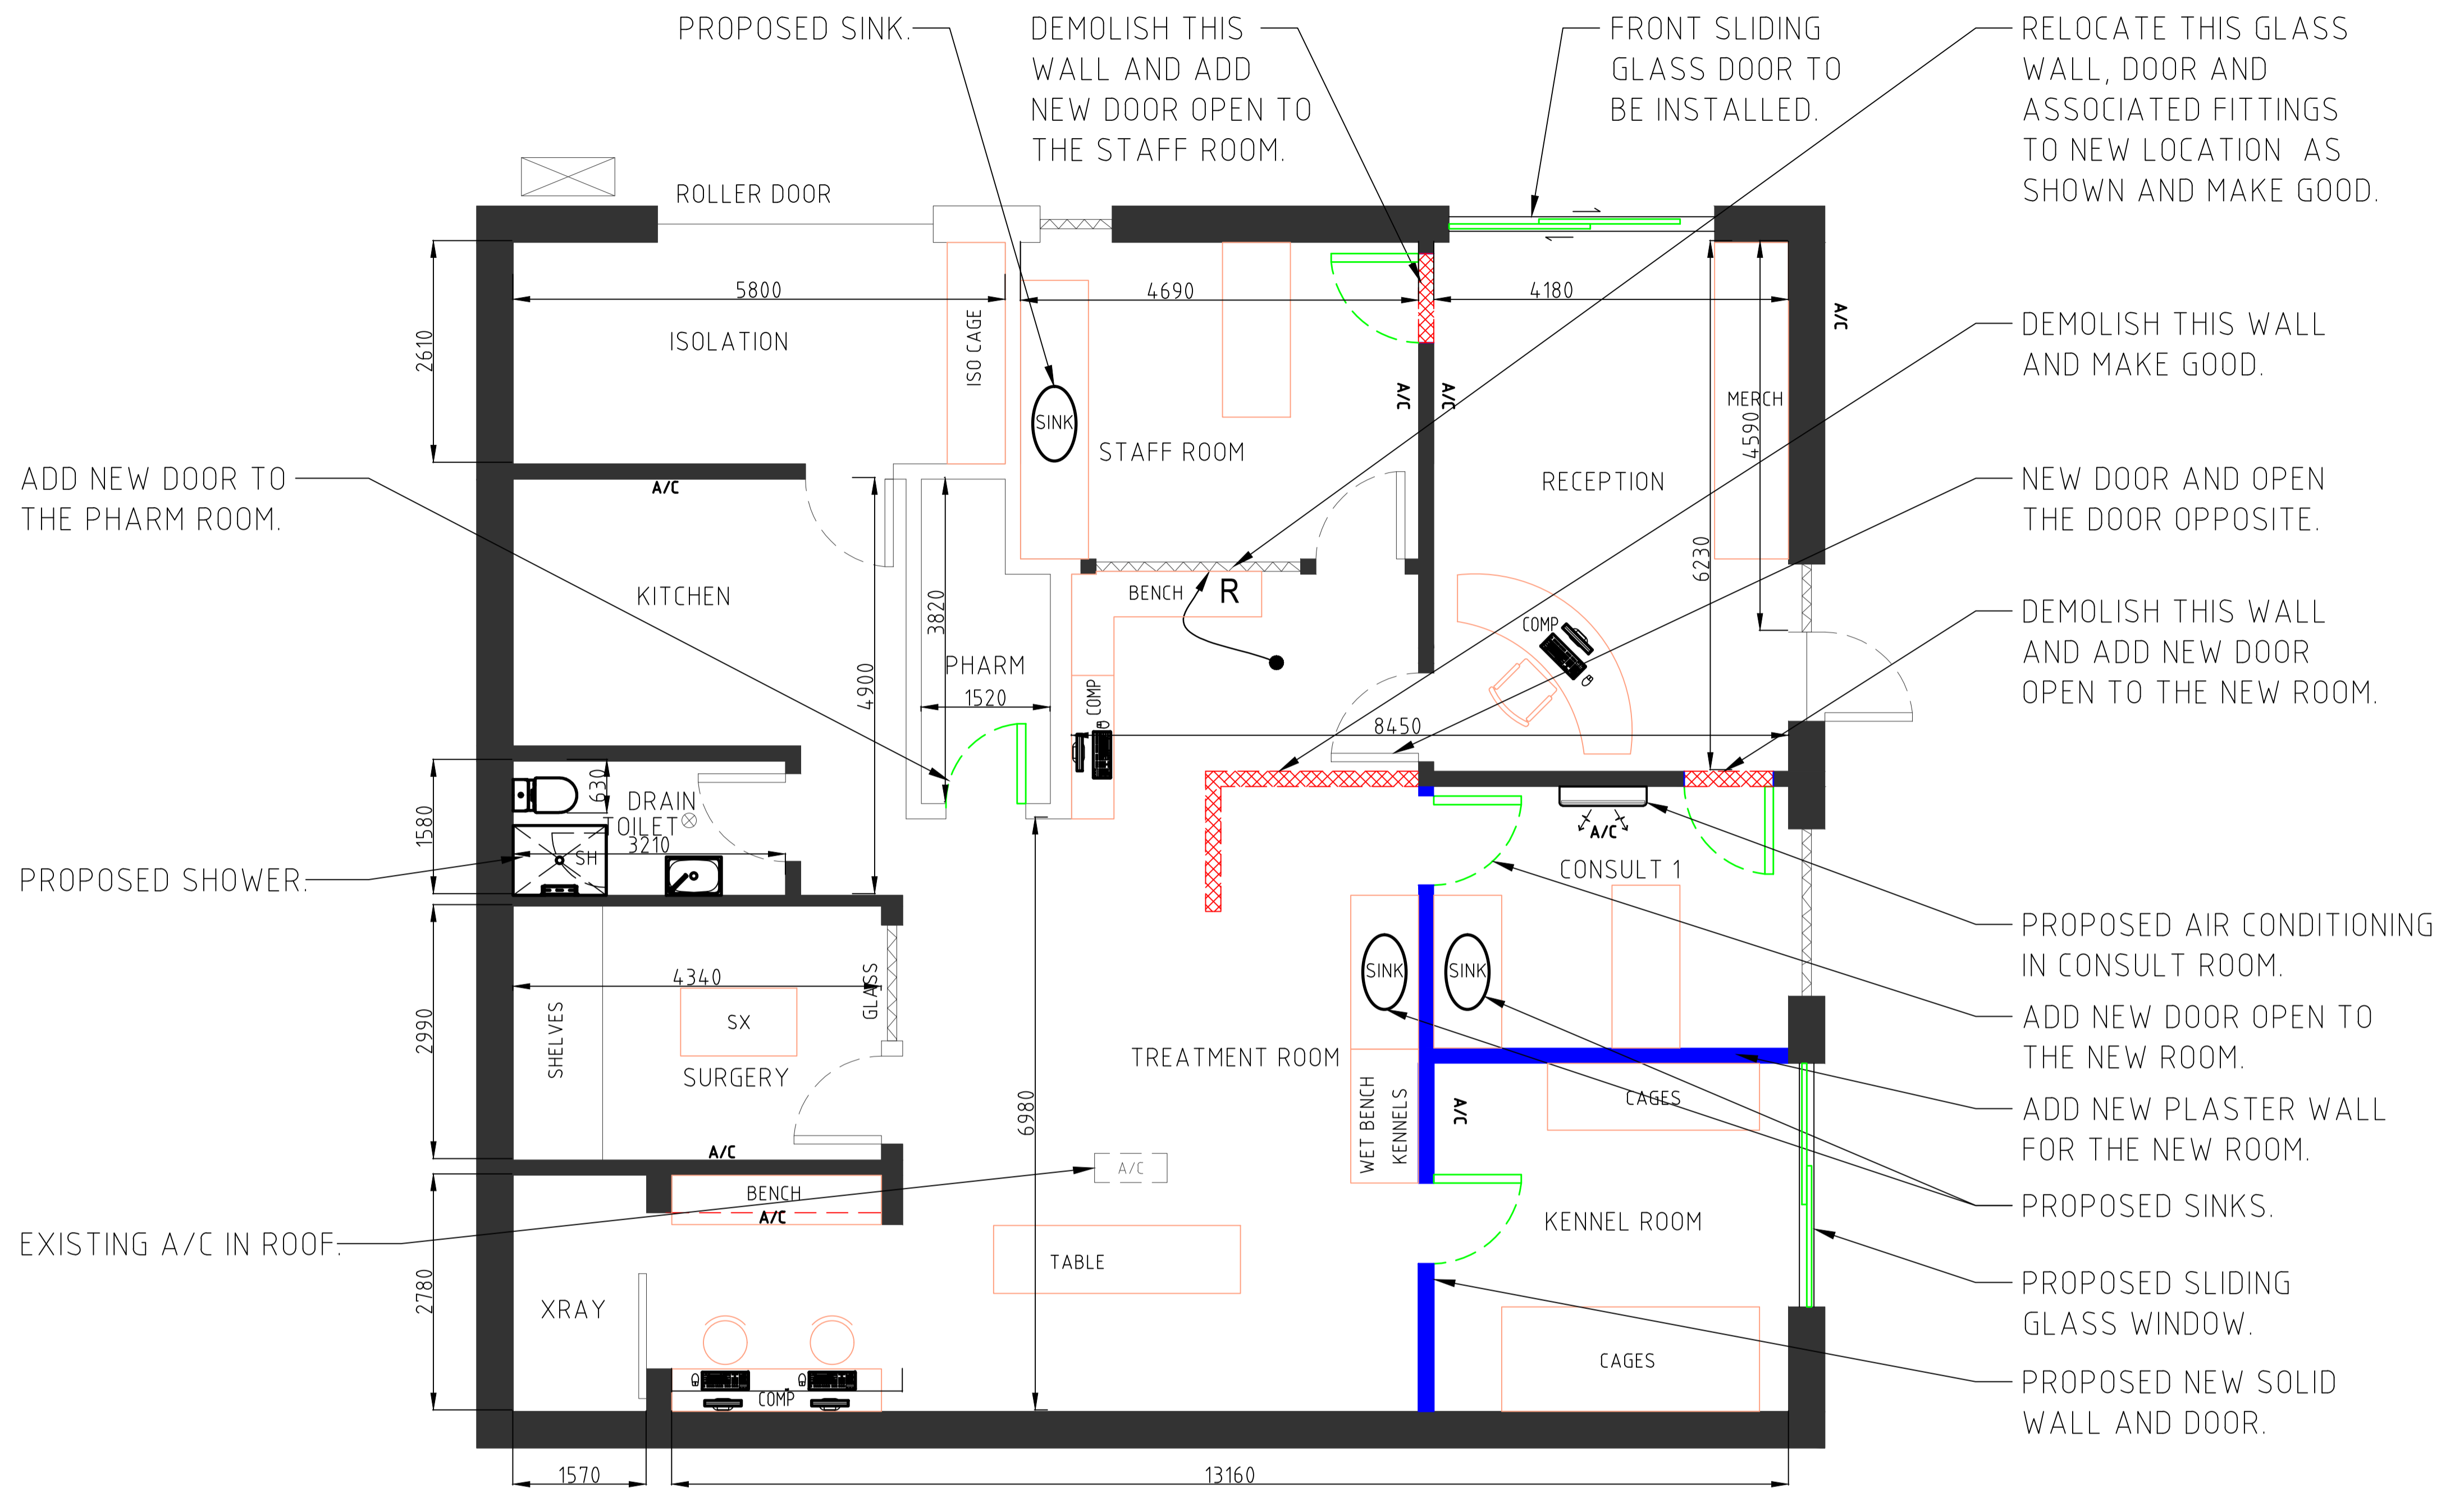 PROPOSED SINK.
DEMOLISH THIS
WALL AND ADD
NEW DOOR OPEN TO
THE STAFF ROOM.
FRONT SLIDING
GLASS DOOR TO
BE INSTALLED.
RELOCATE THIS GLASS
WALL, DOOR AND
ASSOCIATED FITTINGS
TO NEW LOCATION AS
SHOWN AND MAKE GOOD.
ROLLER DOOR
5800
4690
4180
2610
ISOLATION
ISO CAGE
SINK
STAFF ROOM
A/C
A/C
A/C
MERCH
4590
RECEPTION
6230
DEMOLISH THIS WALL
AND MAKE GOOD.
NEW DOOR AND OPEN
THE DOOR OPPOSITE.
DEMOLISH THIS WALL
AND ADD NEW DOOR
OPEN TO THE NEW ROOM.
ADD NEW DOOR TO
THE PHARM ROOM.
A/C
KITCHEN
4900
3820
PHARM
1520
BENCH
R
COMP
COMP
8450
1580
630
DRAIN
TOILET
3210
SH
PROPOSED SHOWER.
A/C
CONSULT 1
SINK
SINK
PROPOSED AIR CONDITIONING
IN CONSULT ROOM.
ADD NEW DOOR OPEN TO
THE NEW ROOM.
ADD NEW PLASTER WALL
FOR THE NEW ROOM.
PROPOSED SINKS.
2990
4340
SHELVES
SX
SURGERY
GLASS
A/C
TREATMENT ROOM
6980
WET BENCH
KENNELS
A/C
CAGES
KENNEL ROOM
CAGES
PROPOSED SLIDING
GLASS WINDOW.
PROPOSED NEW SOLID
WALL AND DOOR.
EXISTING A/C IN ROOF.
A/C
BENCH
A/C
2780
XRAY
TABLE
COMP
1570
13160